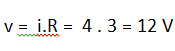 v = i.R = 4 . 3 = 12 V